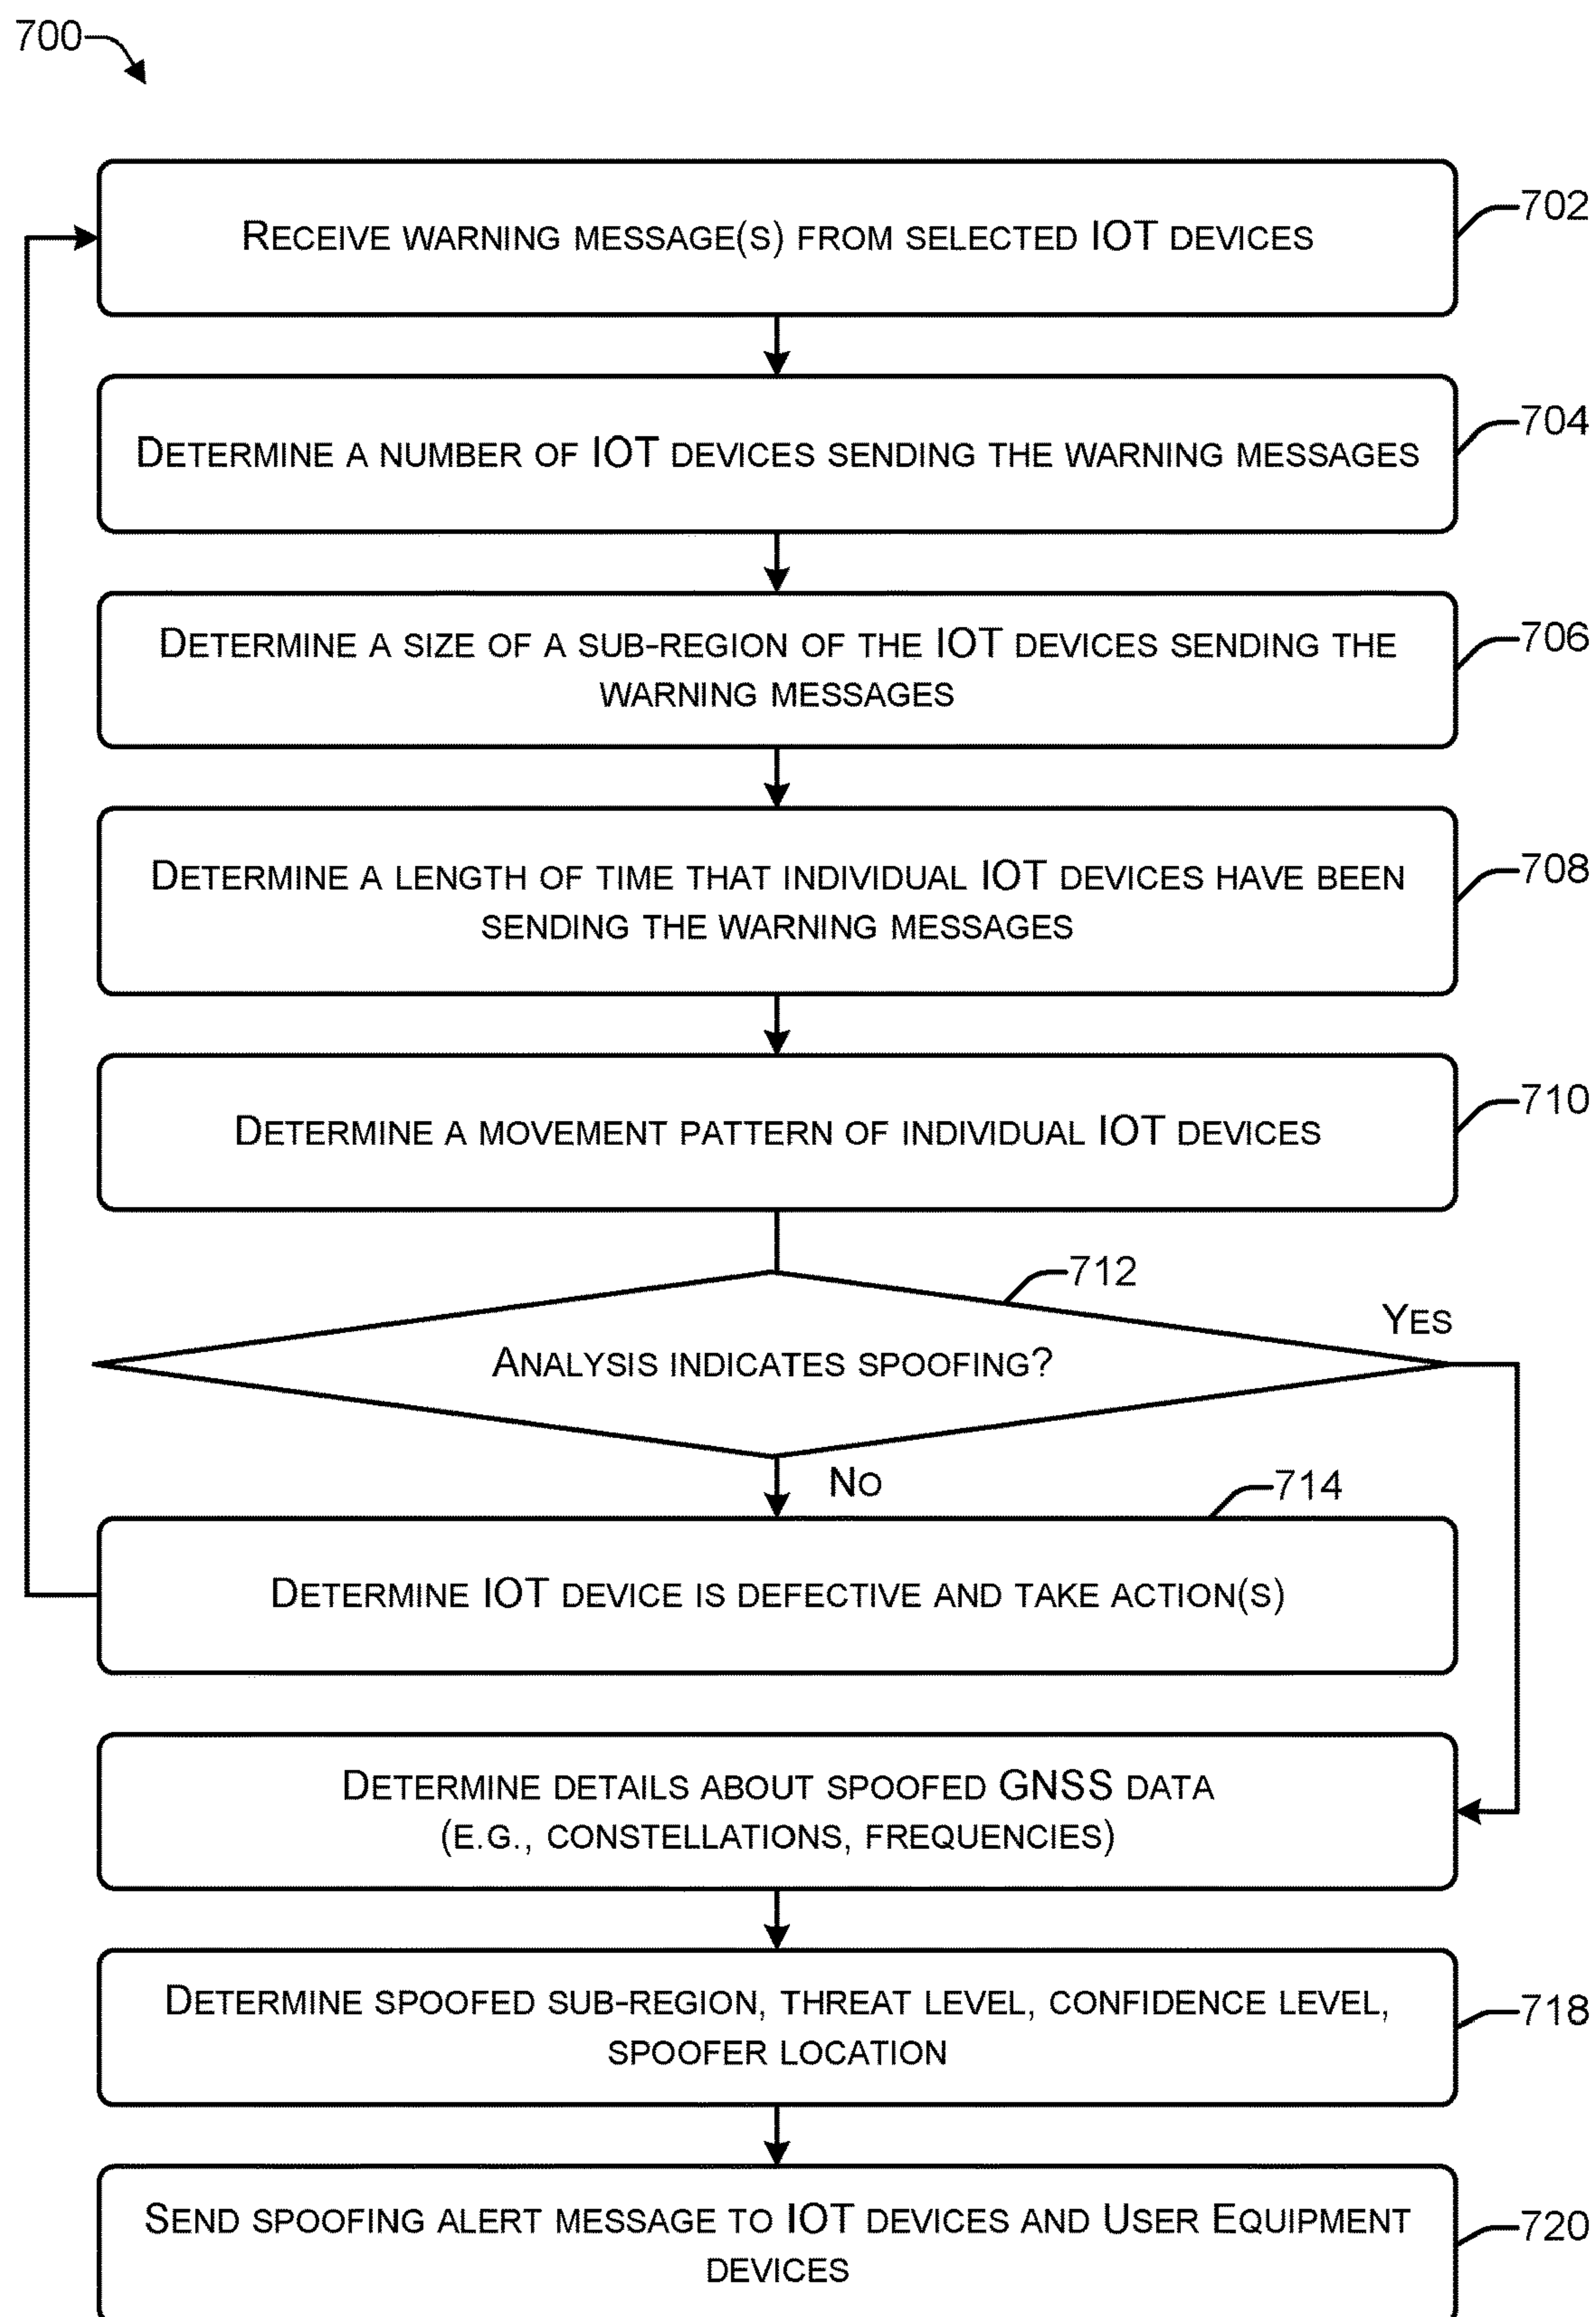 700
RECEIVE WARNING MESSAGE(S) FROM SELECTED IOT DEVICES
702
DETERMINE A NUMBER OF IOT DEVICES SENDING THE WARNING MESSAGES
704
DETERMINE A SIZE OF A SUB-REGION OF THE IOT DEVICES SENDING THE
WARNING MESSAGES
706
DETERMINE A LENGTH OF TIME THAT INDIVIDUAL IOT DEVICES HAVE BEEN
SENDING THE WARNING MESSAGES
708
DETERMINE A MOVEMENT PATTERN OF INDIVIDUAL IOT DEVICES
710
712
YES
ANALYSIS INDICATES SPOOFING?
NO
714
DETERMINE IOT DEVICE IS DEFECTIVE AND TAKE ACTION(S)
DETERMINE DETAILS ABOUT SPOOFED GNSS DATA
(E.G., CONSTELLATIONS, FREQUENCIES)
DETERMINE SPOOFED SUB-REGION, THREAT LEVEL, CONFIDENCE LEVEL,
SPOOFER LOCATION
718
SEND SPOOFING ALERT MESSAGE TO IOT DEVICES AND USER EQUIPMENT
DEVICES
720